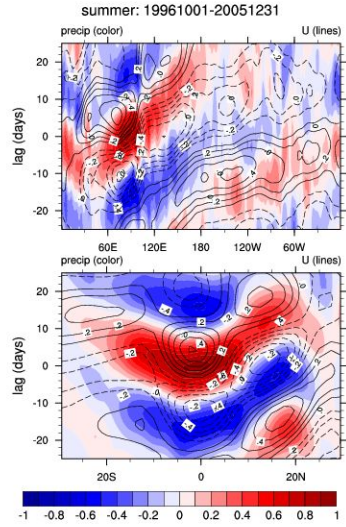 summer: 19961001-20051231
precip (color) U (lines)
lag (days)
20
10
0
-10
-20
60E 120E 180 120W 60W
precip (color) U (lines)
lag (days)
20
10
0
-10
-20
20S 0 20N
-1 -0.8 -0.6 -0.4 -0.2 0 0.2 0.4 0.6 0.8 1